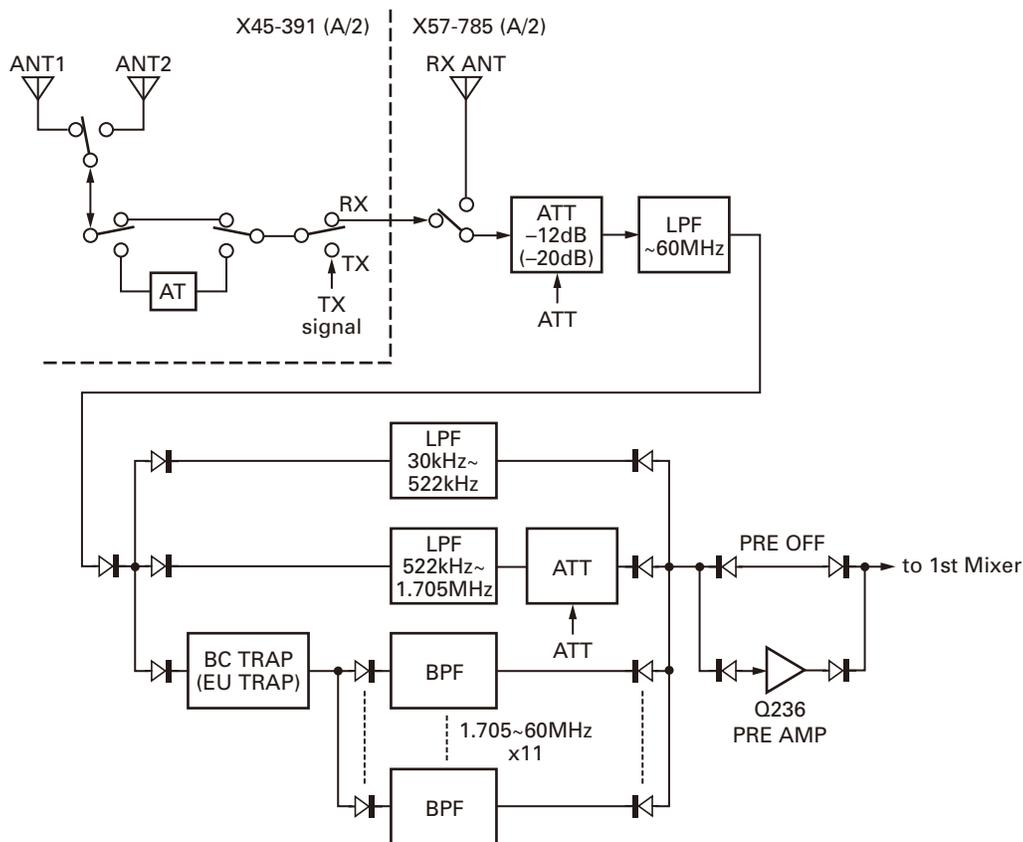 X45-391 (A/2)
X57-785 (A/2)
ANT1
ANT2
RX ANT
RX
TX
TX
signal
AT
ATT
–12dB
(–20dB)
ATT
LPF
~60MHz
LPF
30kHz~
522kHz
LPF
522kHz~
1.705MHz
ATT
ATT
PRE OFF
to 1st Mixer
BC TRAP
(EU TRAP)
BPF
1.705~60MHz
x11
BPF
Q236
PRE AMP